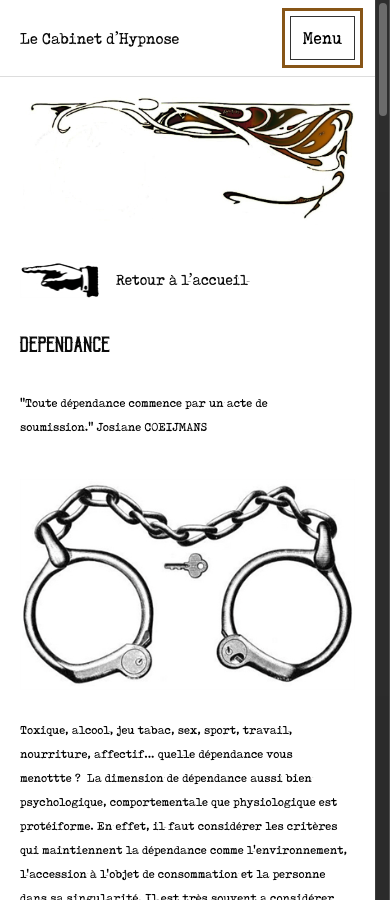 Le Cabinet d'Hypnose
Menu
Retour à l'accueil
DEPENDANCE
"Toute dépendance commence par un acte de
soumission." Josiane COEIJMANS
Toxique, alcool, jeu tabac, sex, sport, travail,
nourriture, affectif... quelle dépendance vous
menottte ? La dimension de dépendance aussi bien
psychologique, comportementale que physiologique est
protéiforme. En effet, il faut considérer les critères
qui maintiennent la dépendance comme l'environnement,
l'accession à l'objet de consommation et la personne
dans sa singularité. Il est très souvent a considérer